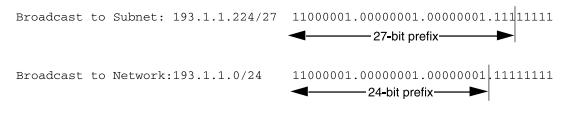 Broadcast to Subnet: 193.1.1.224/27 11000001.00000001.00000001.11111111
27-bit prefix
Broadcast to Network:193.1.1.0/24 11000001.00000001.00000001.11111111
24-bit prefix